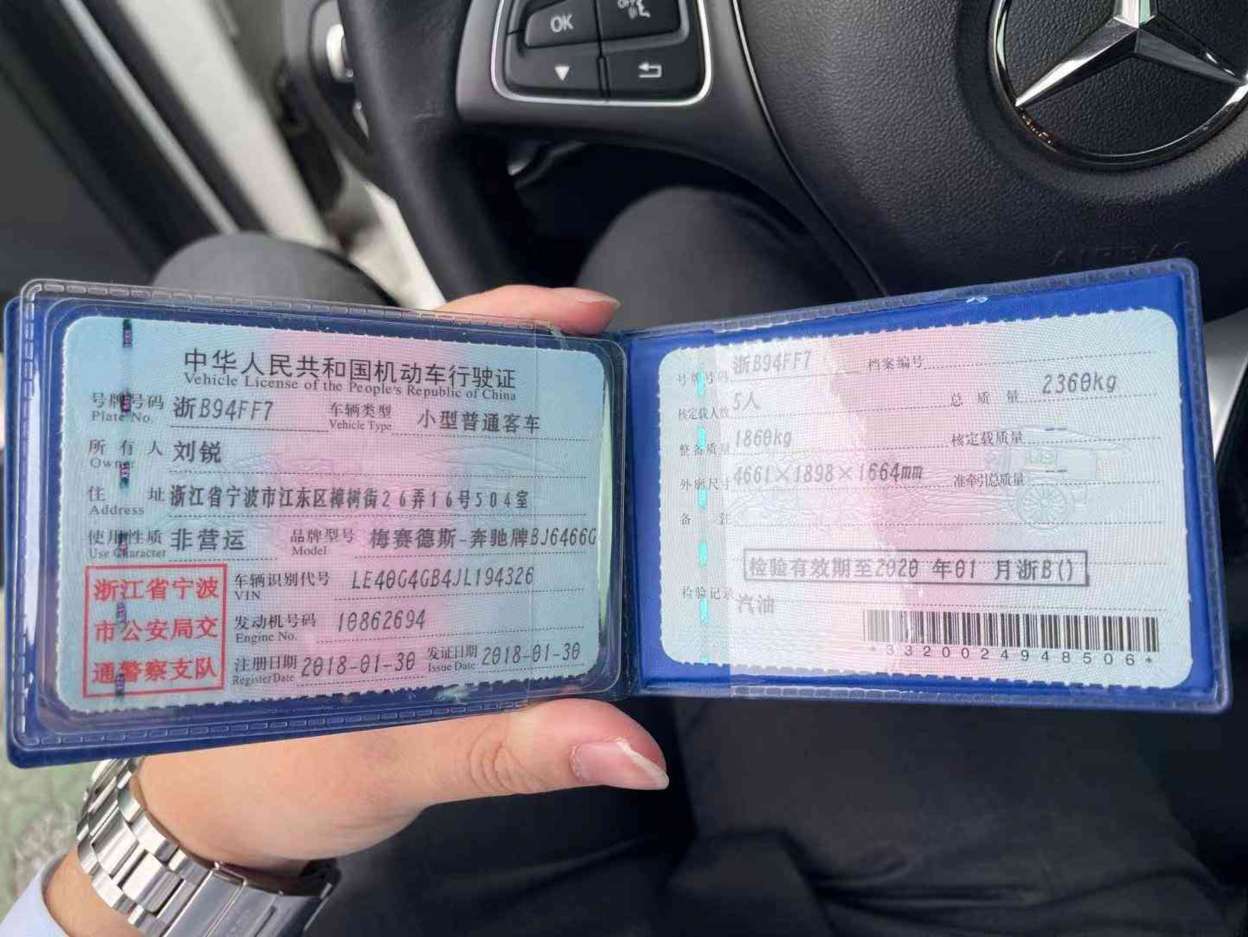 OK
中华人民共和国机动车行驶证
Vehicle License of the People's Republic of China
号牌号码 浙B94FF7 车辆类型 小型普通客车
Plate No. Vehicle Type
所有人 刘锐
Owner
住址 浙江省宁波市江东区樟树街26弄16号504室
Address
使用性质 非营运 品牌型号 梅赛德斯-奔驰牌BJ6466G
Use Character Model
浙江省宁波
市公安局交
通警察支队
车辆识别代号 LE40G4GB4JL194326
VIN
发动机号码 10862694
Engine No.
注册日期 2018-01-30 发证日期 2018-01-30
Register Date Issue Date
号牌号码 浙B94FF7 档案编号
核定载人数 5人 总质量 2360kg
整备质量 1860kg 核定载质量
外廓尺寸 4661×1898×1664mm 准牵引总质量
备注
检验有效期至2020 年01 月浙B()
检验记录
汽油
*3320024948506*